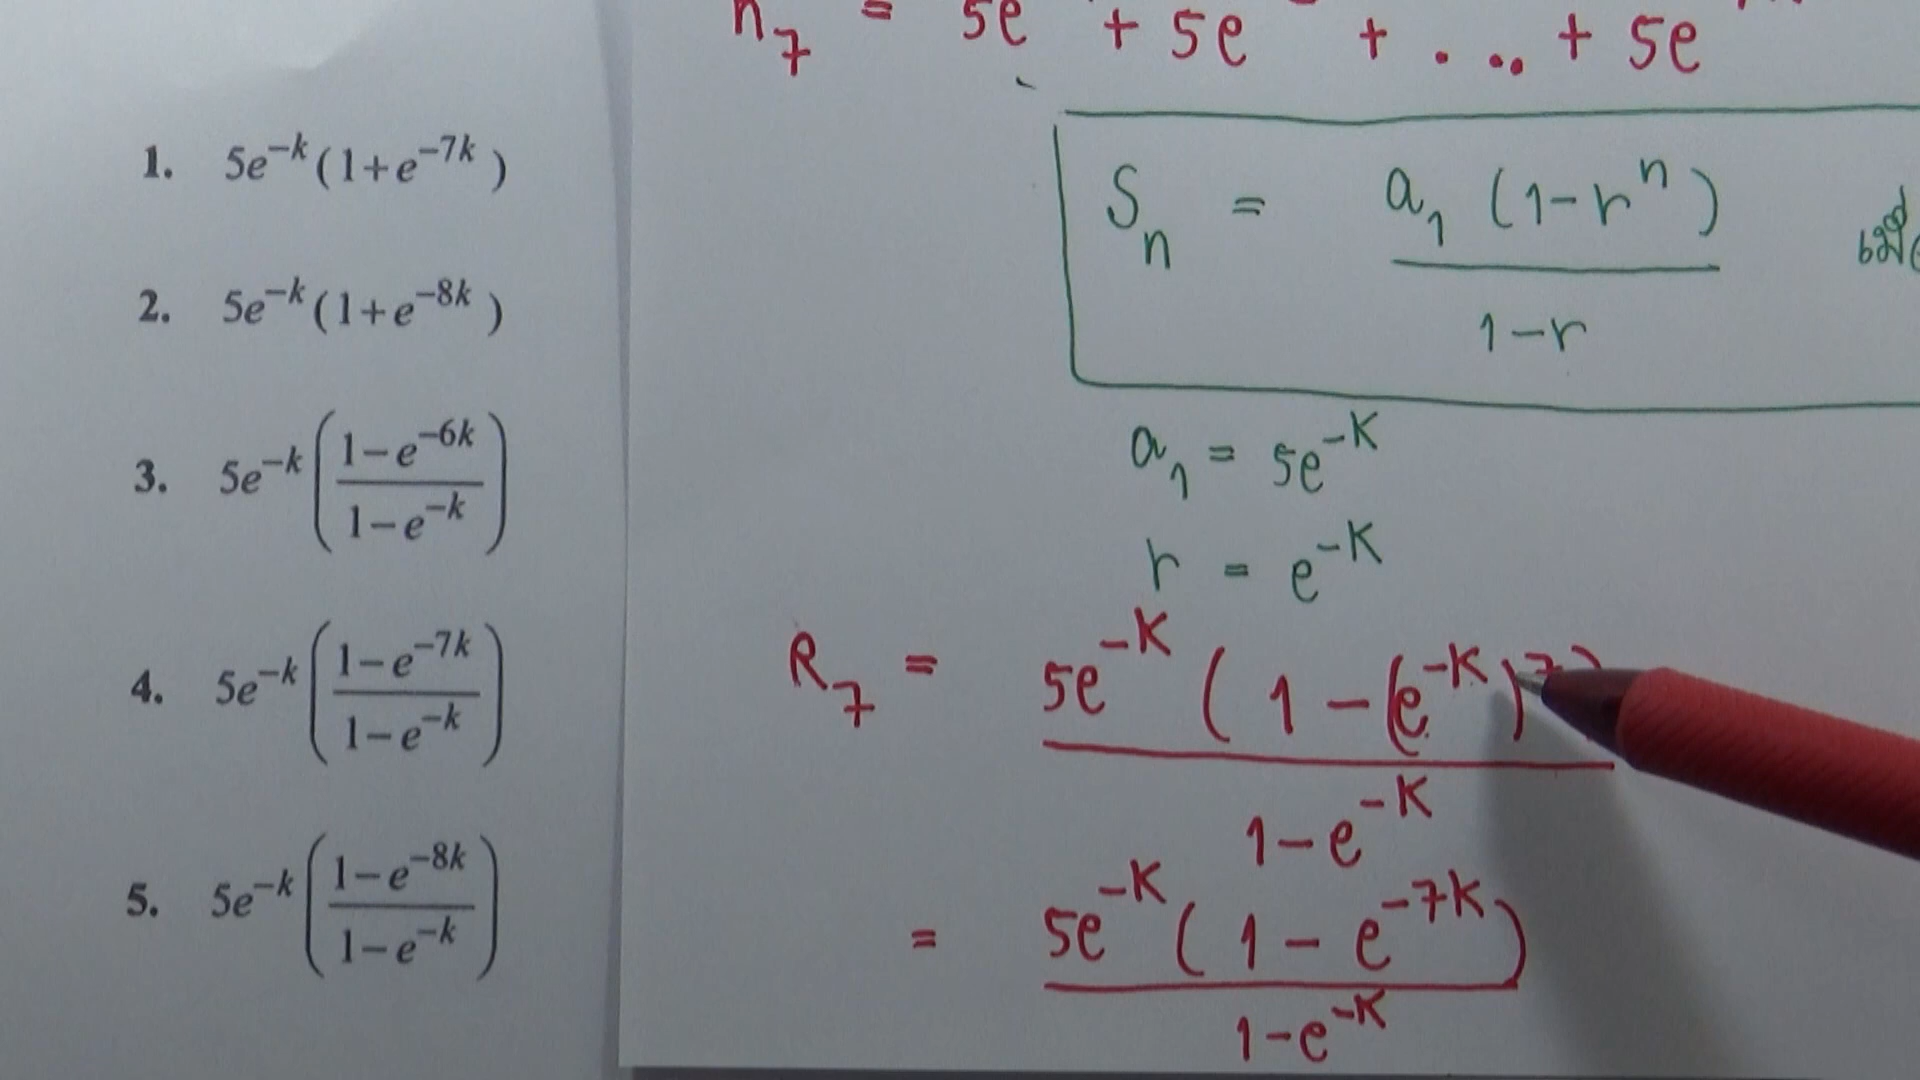 1. 5e^{-k}(1+e^{-7k})
2. 5e^{-k}(1+e^{-8k})
3. 5e^{-k}((1-e^{-6k})/(1-e^{-k}))
4. 5e^{-k}((1-e^{-7k})/(1-e^{-k}))
5. 5e^{-k}((1-e^{-8k})/(1-e^{-k}))
R_7 = 5e + 5e + . . . + 5e
S_n = a_1 (1-r^n) / 1-r
a_1 = 5e^{-K}
r = e^{-K}
R_7 = 5e^{-K} (1-(e^{-K})^7) / 1-e^{-K}
= 5e^{-K} (1-e^{-7K}) / 1-e^{-K}